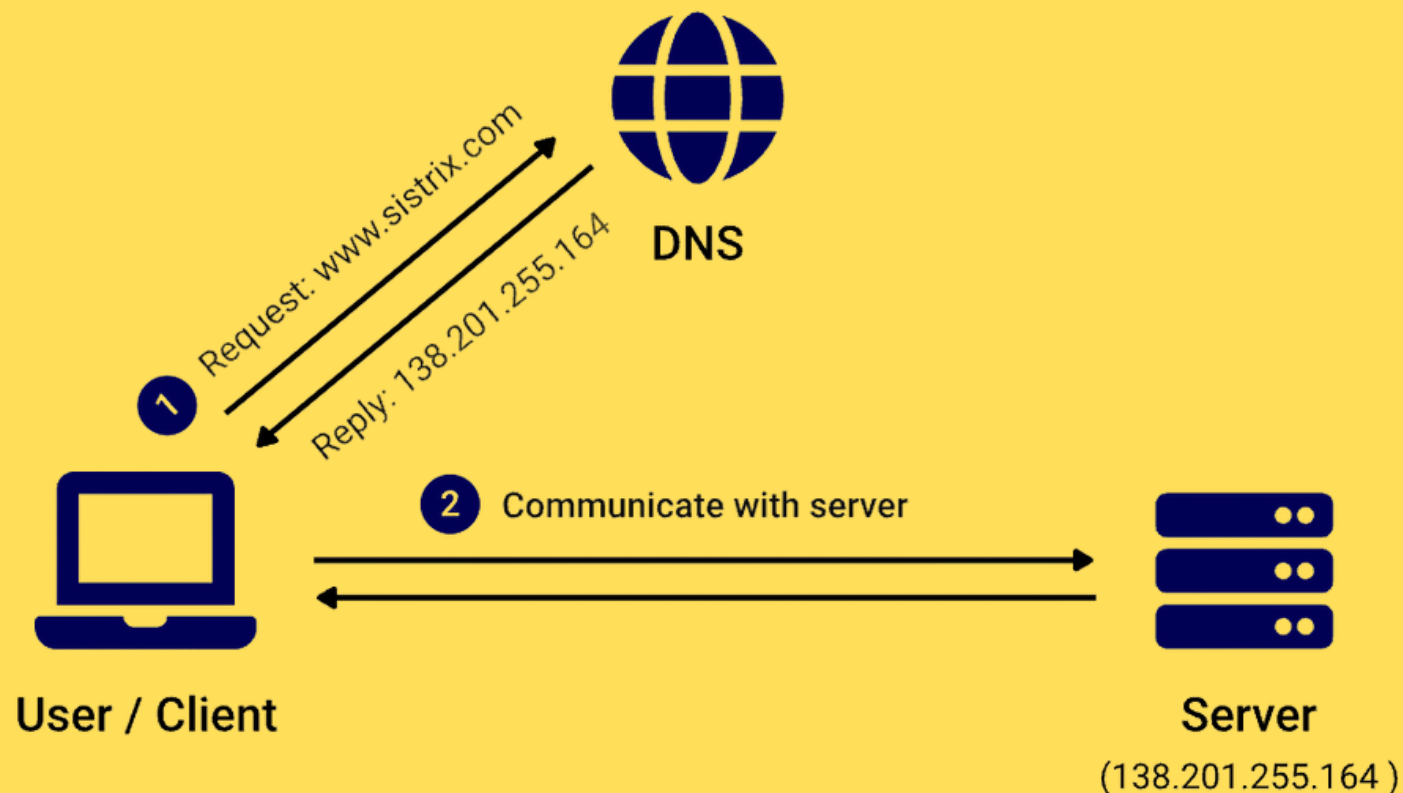 DNS
Request: www.sistrix.com
Reply: 138.201.255.164
1
2 Communicate with server
User / Client
Server
(138.201.255.164 )